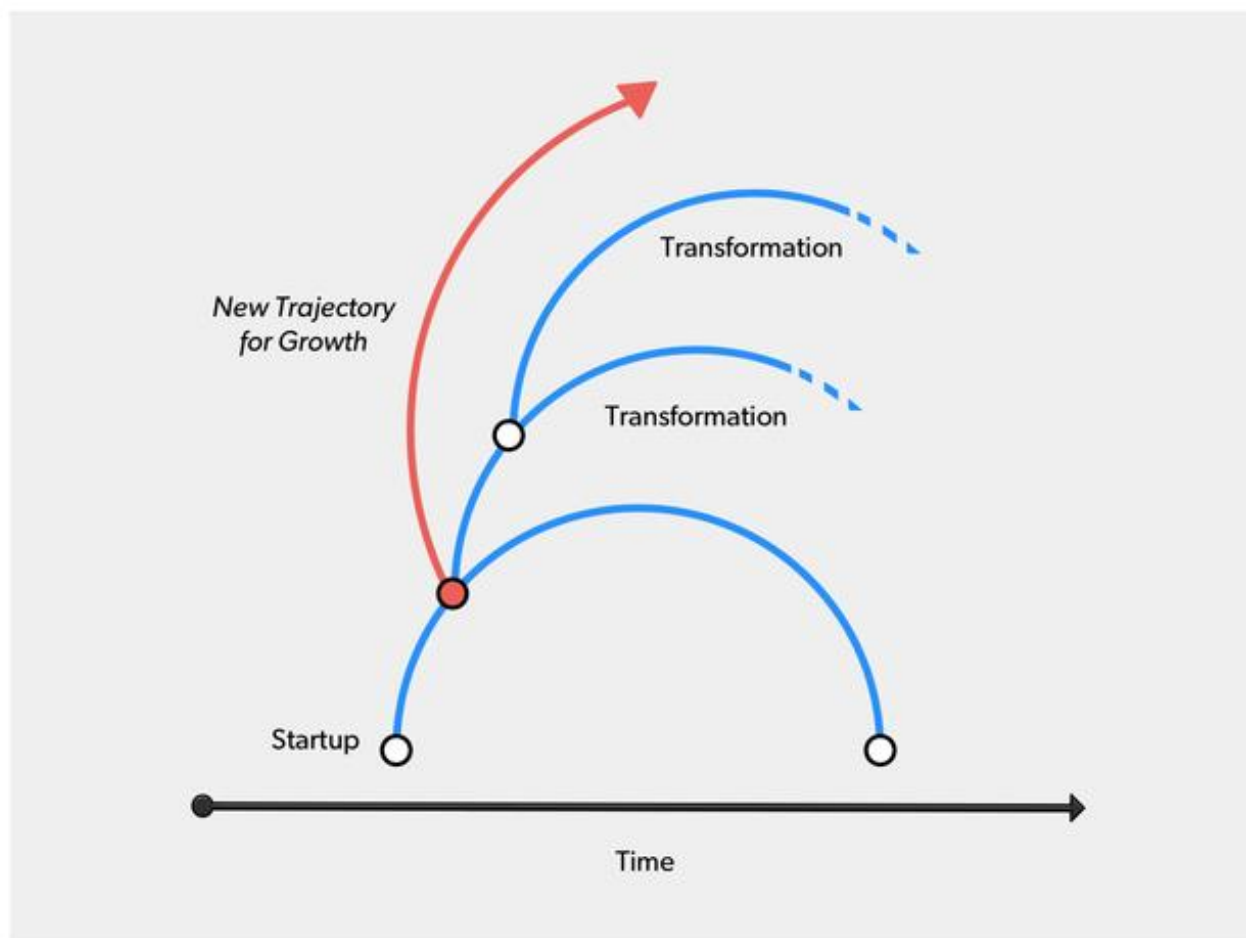 Transformation
New Trajectory
for Growth
Transformation
Startup
Time